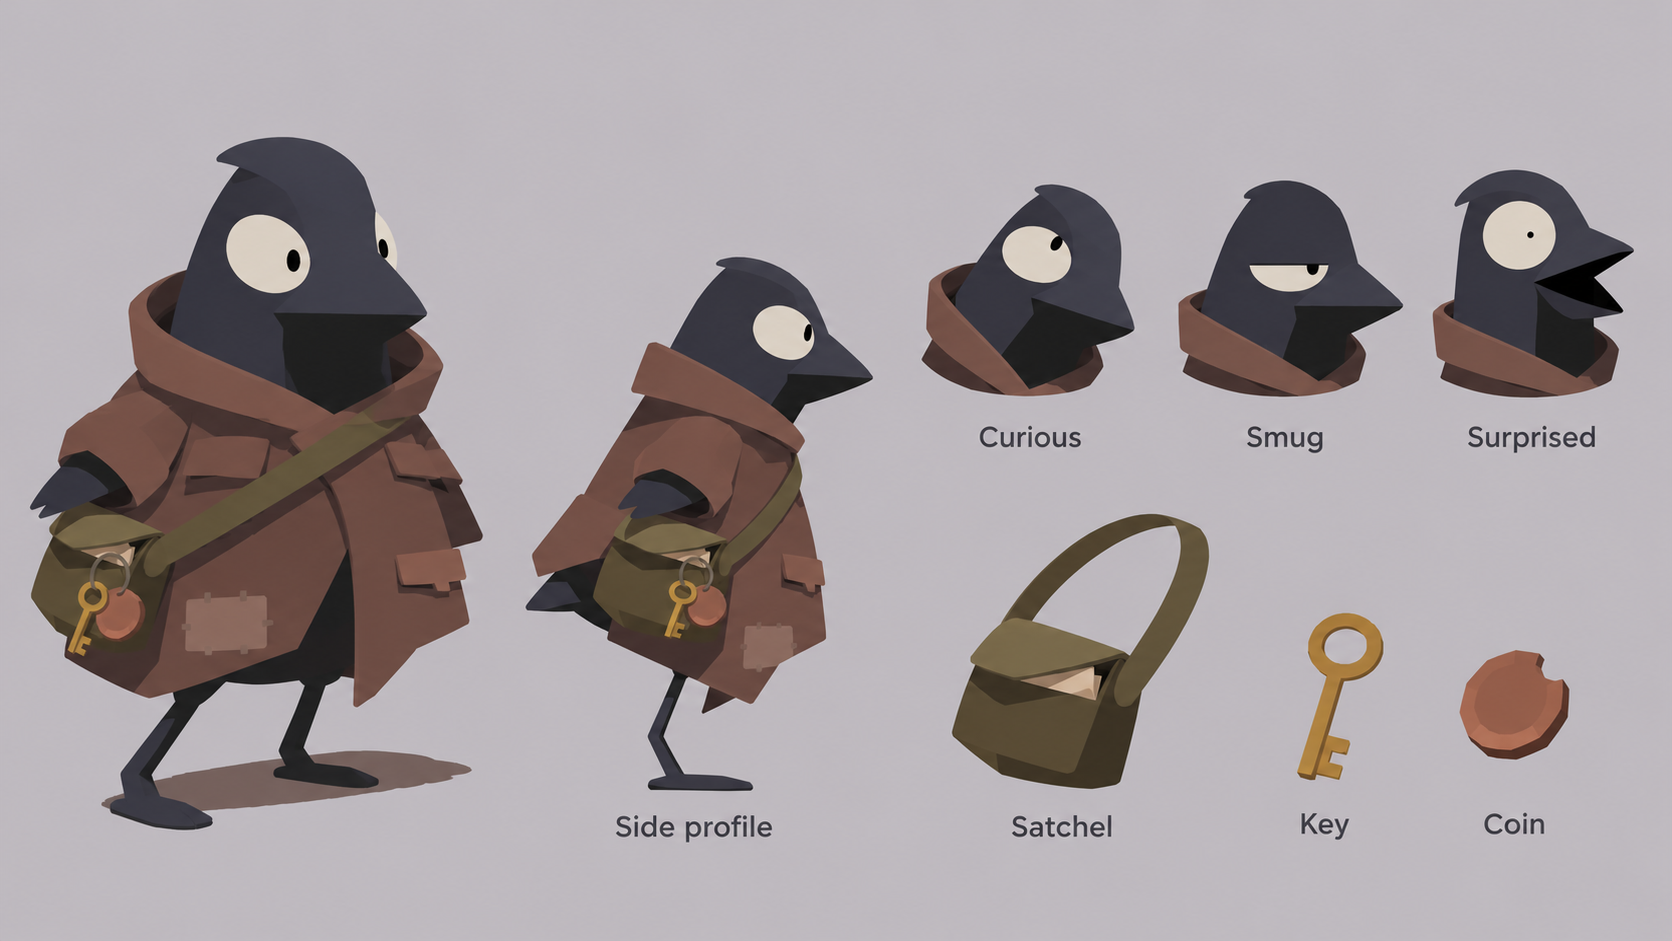 Curious
Smug
Surprised
Side profile
Satchel
Key
Coin